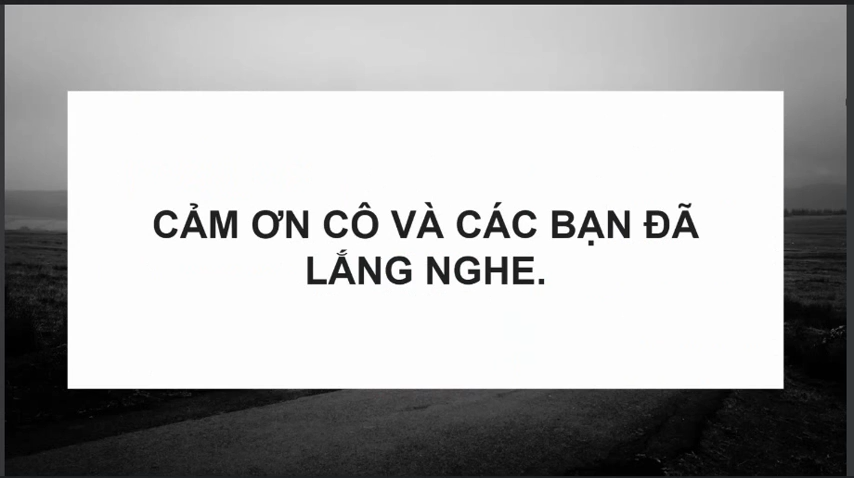 CẢM ƠN CÔ VÀ CÁC BẠN ĐÃ
LẮNG NGHE.